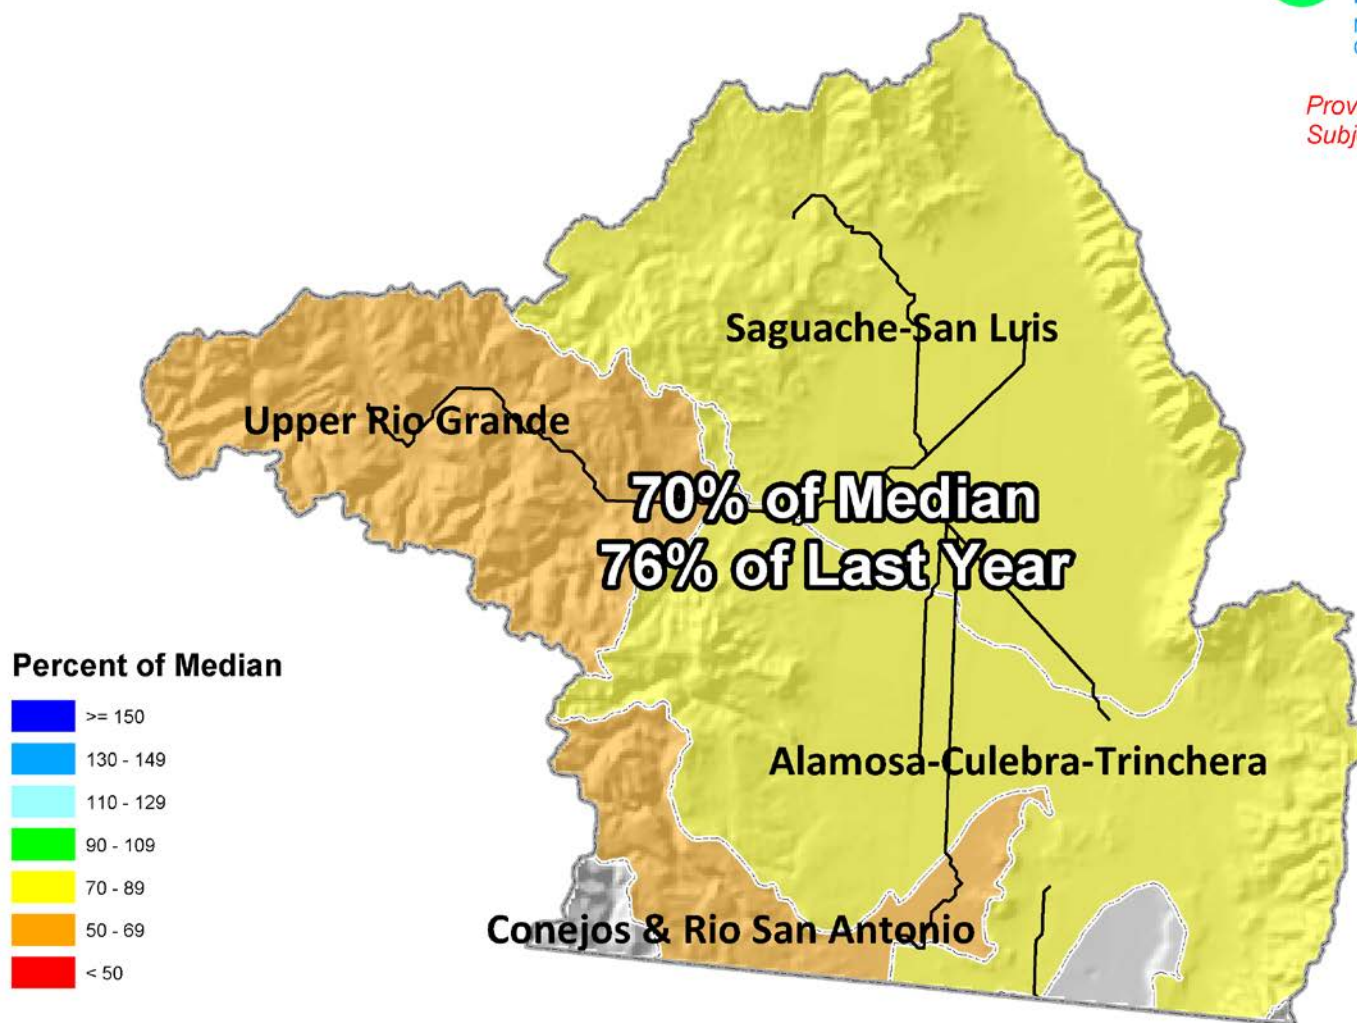 Saguache-San Luis
Upper Rio Grande
70% of Median
76% of Last Year
Alamosa-Culebra-Trinchera
Conejos & Rio San Antonio
Percent of Median
>= 150
130 - 149
110 - 129
90 - 109
70 - 89
50 - 69
< 50